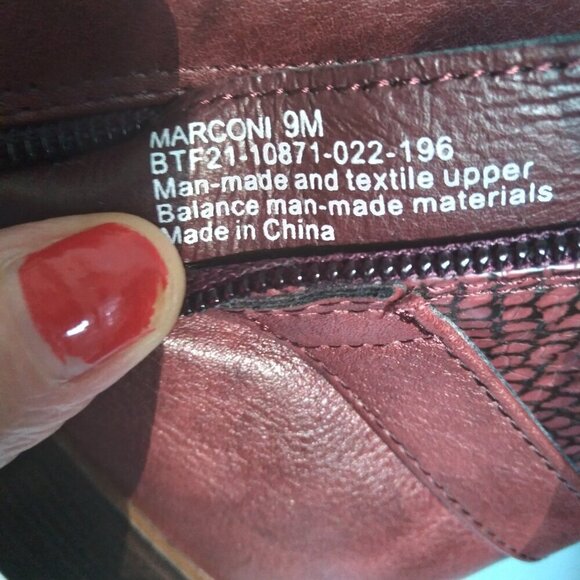 MARCONI 9M
BTF21-10871-022-196
Man-made and textile upper
Balance man-made materials
Made in China